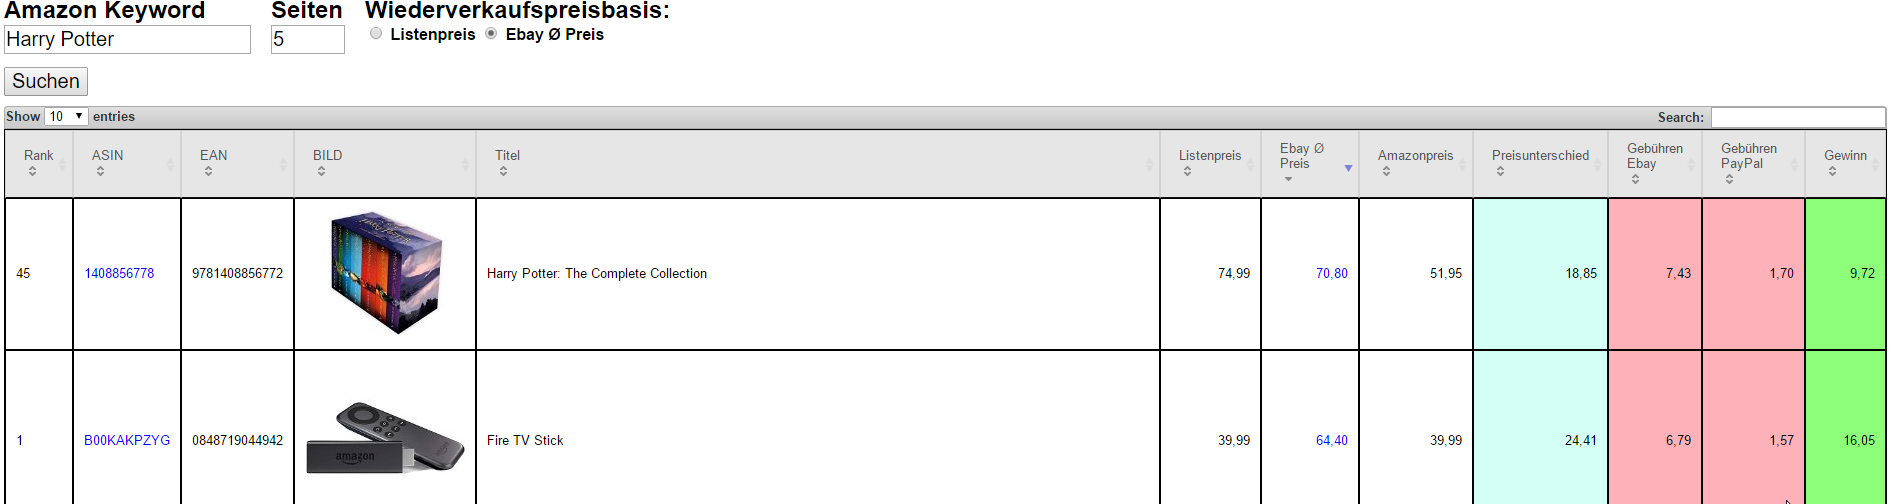 Amazon Keyword Seiten Wiederverkaufspreisbasis:
Harry Potter 5 Listenpreis Ebay Ø Preis
Suchen
Show 10 entries Search:
Rank ASIN EAN BILD Titel Listenpreis Ebay Ø Preis Amazonpreis Preisunterschied Gebühren Ebay Gebühren PayPal Gewinn
Harry Potter
45 1408856778 9781408856772 Harry Potter: The Complete Collection 74,99 70,80 51,95 18,85 7,43 1,70 9,72
1 B00KAKPZYG 0848719044942 Fire TV Stick 39,99 64,40 39,99 24,41 6,79 1,57 16,05
amazon